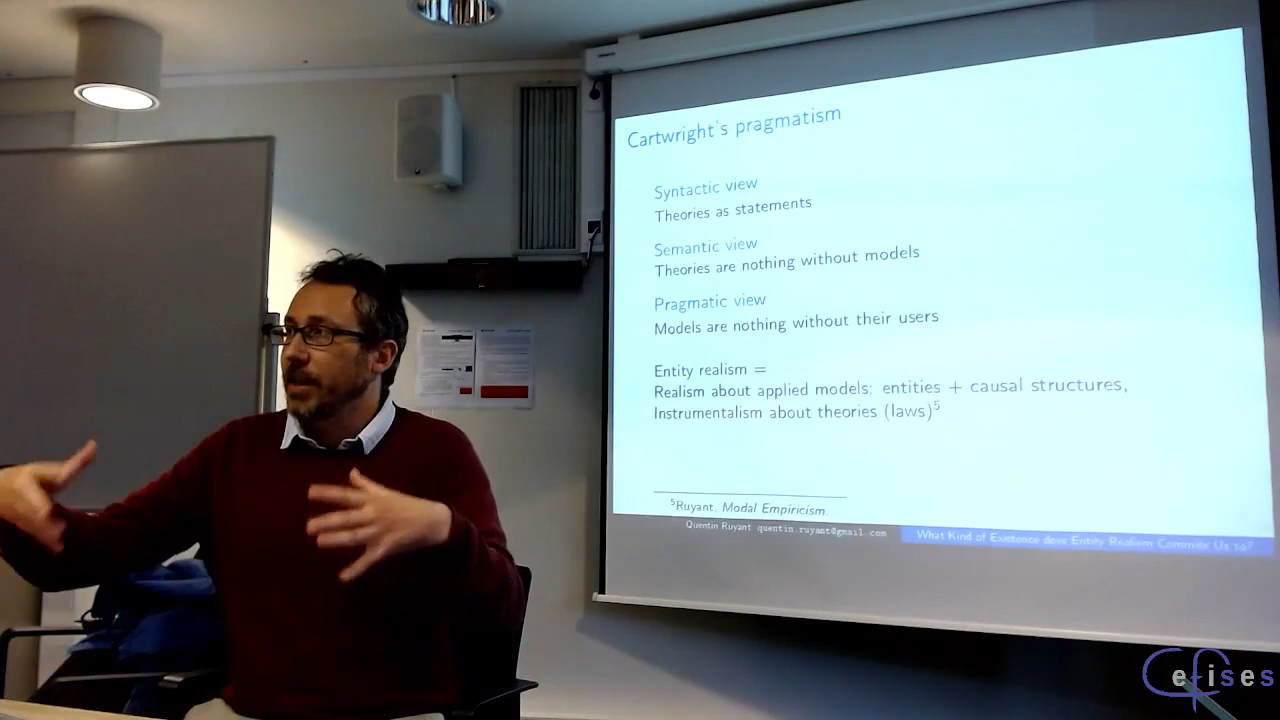 Cartwright's pragmatism
Syntactic view
Theories as statements
Semantic view
Theories are nothing without models
Pragmatic view
Models are nothing without their users
Entity realism =
Realism about applied models: entities + causal structures,
Instrumentalism about theories (laws)5
5Ruyant, Modal Empiricism.
Quentin Ruyant quentin.ruyant@gmail.com
What Kind of Existence does Entity Realism Commits Us to?
Cefises